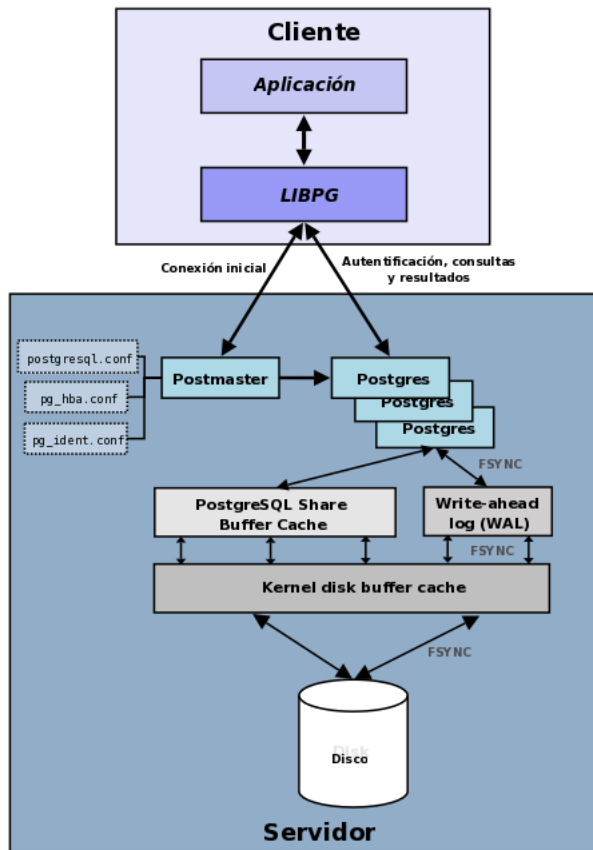 Cliente
Aplicación
LIBPG
Conexión inicial
Autentificación, consultas
y resultados
postgresql.conf
pg_hba.conf
pg_ident.conf
Postmaster
Postgres
Postgres
Postgres
FSYNC
PostgreSQL Share
Buffer Cache
Write-ahead
log (WAL)
FSYNC
Kernel disk buffer cache
FSYNC
Disk
Disco
Servidor